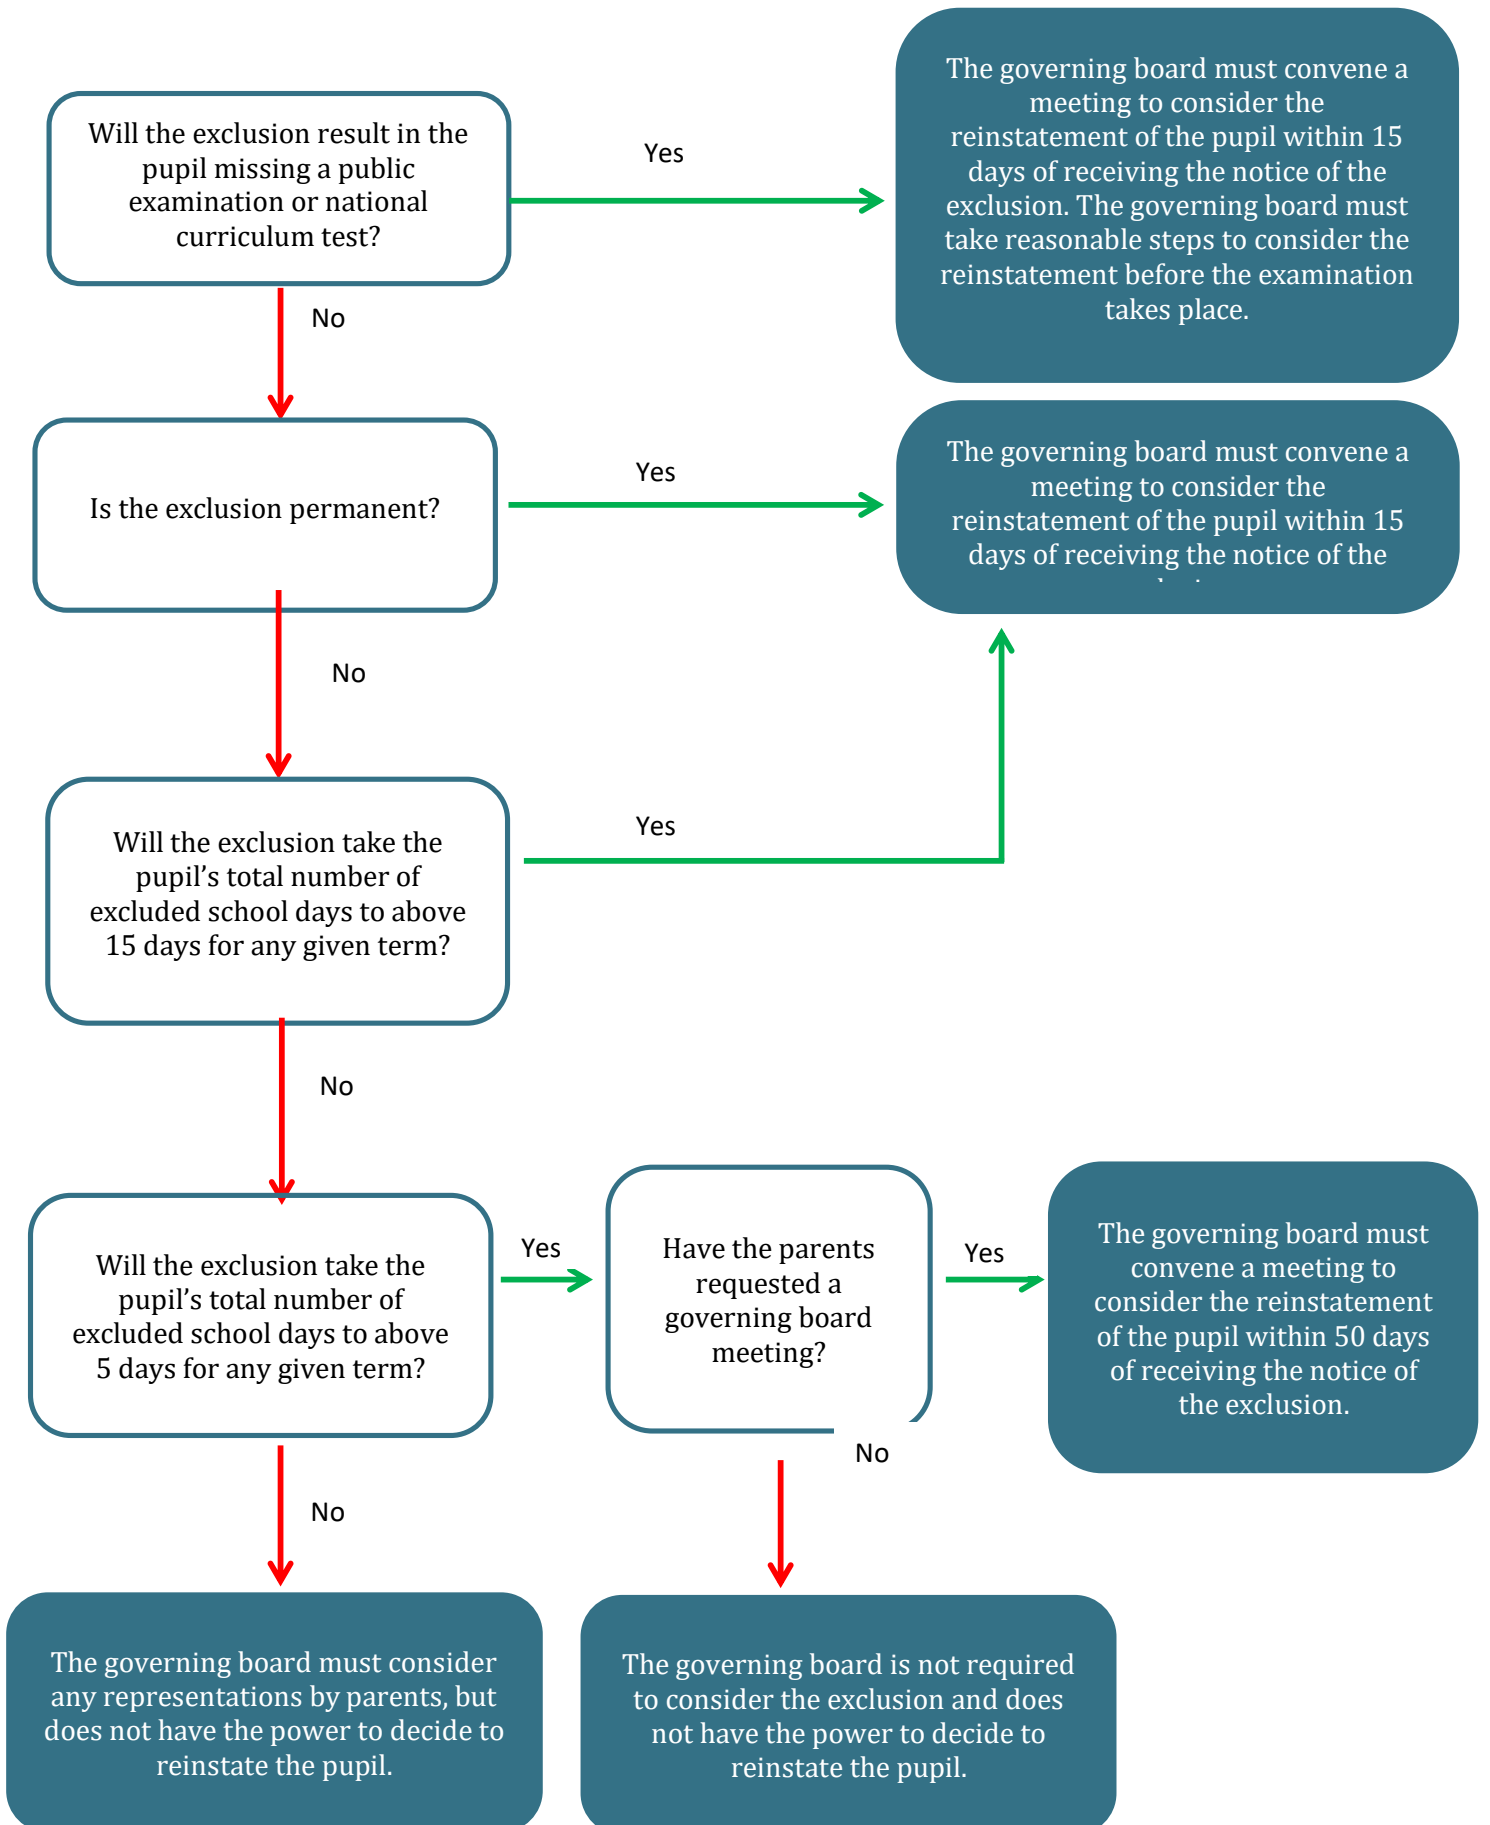 Will the exclusion result in the
pupil missing a public
examination or national
curriculum test?
Yes
The governing board must convene a
meeting to consider the
reinstatement of the pupil within 15
days of receiving the notice of the
exclusion. The governing board must
take reasonable steps to consider the
reinstatement before the examination
takes place.
No
Is the exclusion permanent?
Yes
The governing board must convene a
meeting to consider the
reinstatement of the pupil within 15
days of receiving the notice of the
No
Will the exclusion take the
pupil’s total number of
excluded school days to above
15 days for any given term?
Yes
No
Will the exclusion take the
pupil’s total number of
excluded school days to above
5 days for any given term?
Yes
Have the parents
requested a
governing board
meeting?
Yes
The governing board must
convene a meeting to
consider the reinstatement
of the pupil within 50 days
of receiving the notice of
the exclusion.
No
No
The governing board must consider
any representations by parents, but
does not have the power to decide to
reinstate the pupil.
The governing board is not required
to consider the exclusion and does
not have the power to decide to
reinstate the pupil.